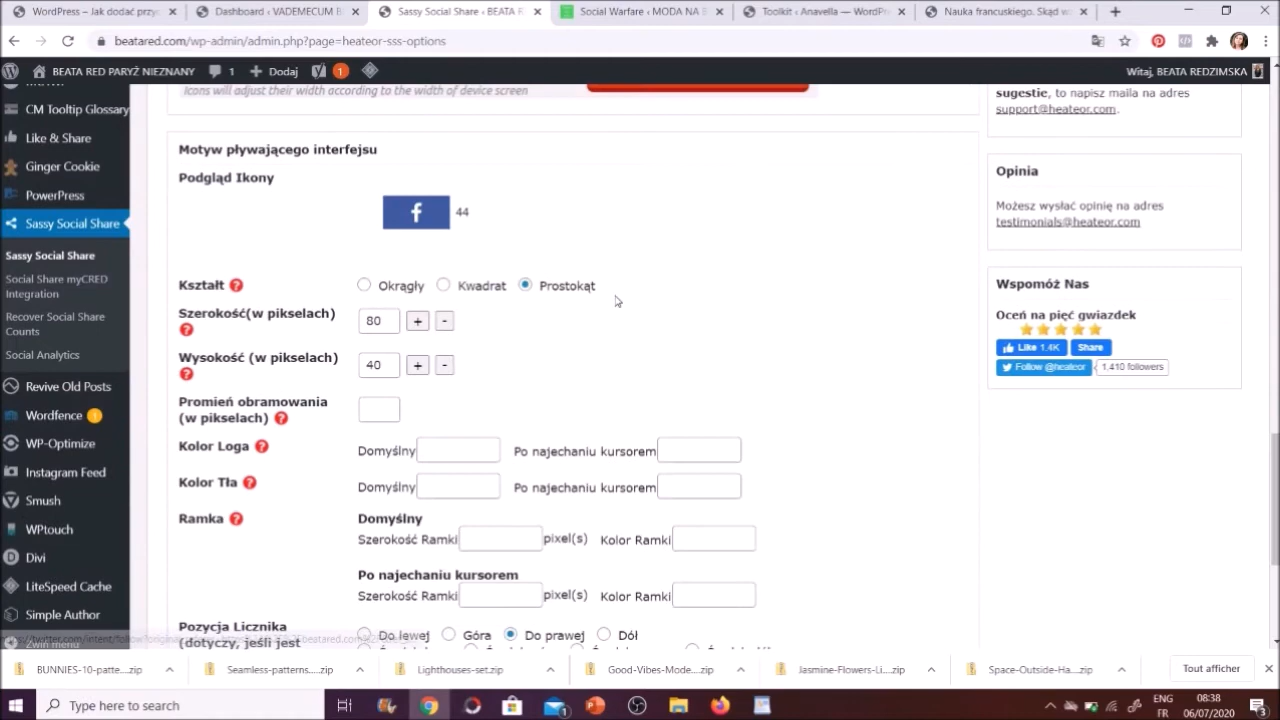 WordPress – Jak dodać przyc
Dashboard ‹ VADEMECUM B
Sassy Social Share ‹ BEATA R
Social Warfare ‹ MODA NA B
Toolkit ‹ Anavella — WordPr
Nauka francuskiego. Skąd w
beatared.com/wp-admin/admin.php?page=heateor-sss-options
BEATA RED PARYŻ NIEZNANY
1
Dodaj
1
Witaj, BEATA REDZIMSKA
CM Tooltip Glossary
Like & Share
Ginger Cookie
PowerPress
Sassy Social Share
Sassy Social Share
Social Share myCRED
Integration
Recover Social Share
Counts
Social Analytics
Revive Old Posts
Wordfence 1
WP-Optimize
Instagram Feed
Smush
WPtouch
Divi
LiteSpeed Cache
Simple Author
Zwiń menu
Icons will adjust their width according to the width of device screen
Motyw pływającego interfejsu
Podgląd Ikony
f 44
Kształt ? Okrągły Kwadrat Prostokąt
Szerokość(w pikselach) 80 + -
?
Wysokość (w pikselach) 40 + -
?
Promień obramowania
(w pikselach) ?
Kolor Loga ? Domyślny Po najechaniu kursorem
Kolor Tła ? Domyślny Po najechaniu kursorem
Ramka ? Domyślny
Szerokość Ramki pixel(s) Kolor Ramki
Po najechaniu kursorem
Szerokość Ramki pixel(s) Kolor Ramki
Pozycja Licznika Do lewej Góra Do prawej Dół
(dotyczy, jeśli jest
sugestie, to napisz maila na adres
support@heateor.com.
Opinia
Możesz wysłać opinię na adres
testimonials@heateor.com
Wspomóż Nas
Oceń na pięć gwiazdek
Like 1.4K Share
Follow @heateor 1,410 followers
BUNNIES-10-patte....zip
Seamless-patterns....zip
Lighthouses-set.zip
Good-Vibes-Mode....zip
Jasmine-Flowers-Li....zip
Space-Outside-Ha....zip
Tout afficher
Type here to search
ENG
FR
08:38
06/07/2020
3